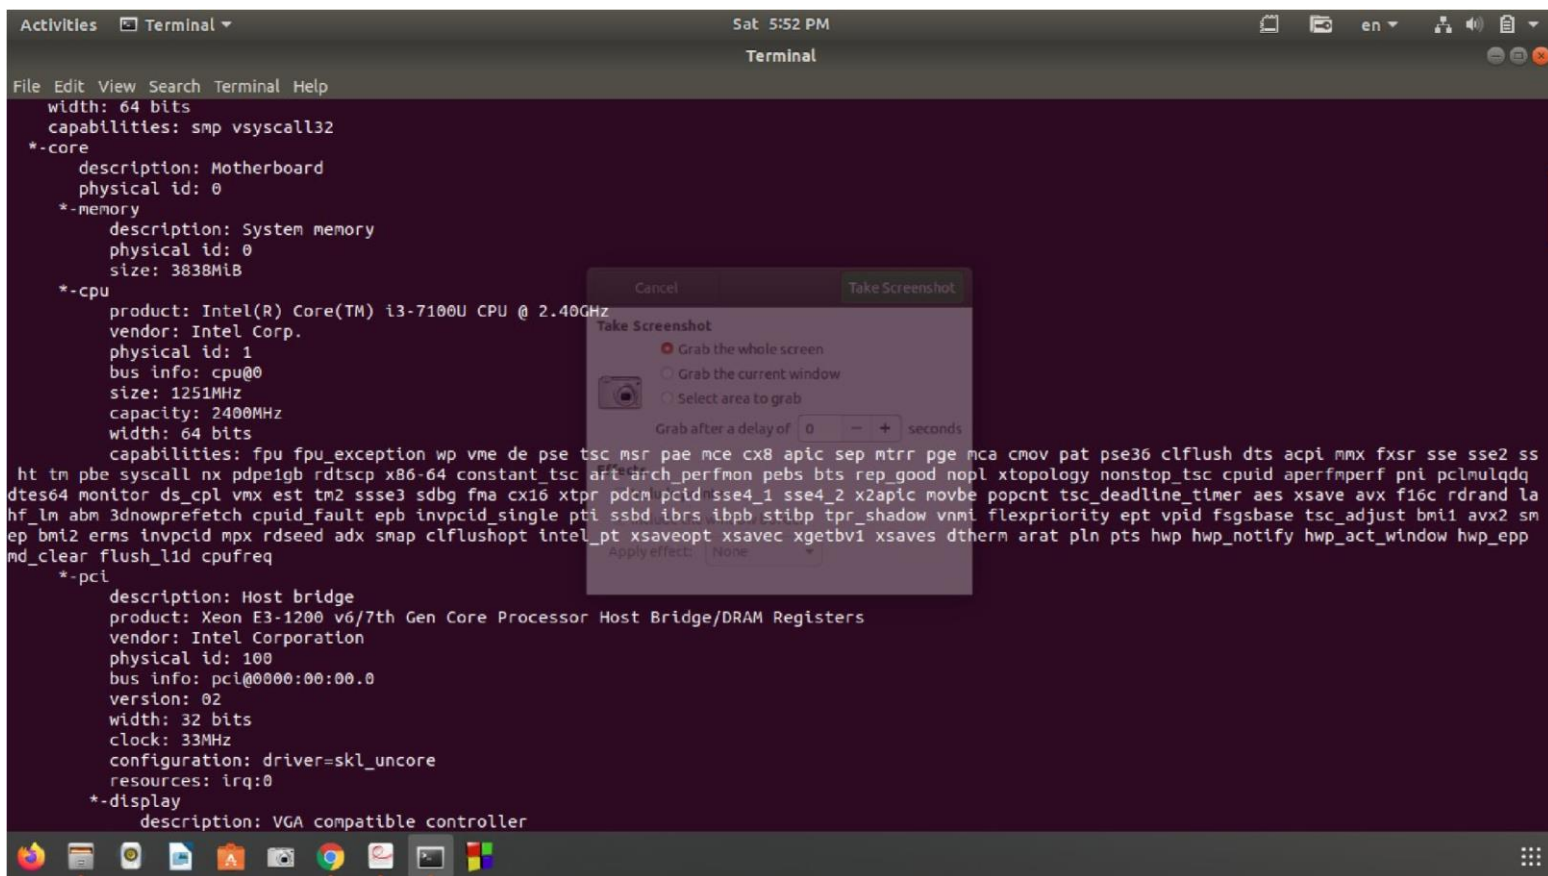 Activities Terminal Sat 5:52 PM en
Terminal
File Edit View Search Terminal Help
width: 64 bits
capabilities: smp vsyscall32
*-core
description: Motherboard
physical id: 0
*-memory
description: System memory
physical id: 0
size: 3838MiB
*-cpu
product: Intel(R) Core(TM) i3-7100U CPU @ 2.40GHz
vendor: Intel Corp.
physical id: 1
bus info: cpu@0
size: 1251MHz
capacity: 2400MHz
width: 64 bits
capabilities: fpu fpu_exception wp vme de pse tsc msr pae mce cx8 apic sep mtrr pge mca cmov pat pse36 clflush dts acpi mmx fxsr sse sse2 ss
ht tm pbe syscall nx pdpe1gb rdtscp x86-64 constant_tsc art arch_perfmon pebs bts rep_good nopl xtopology nonstop_tsc cpuid aperfmperf pni pclmulqdq
dtes64 monitor ds_cpl vmx est tm2 ssse3 sdbg fma cx16 xtpr pdcm pcid sse4_1 sse4_2 x2apic movbe popcnt tsc_deadline_timer aes xsave avx f16c rdrand la
hf_lm abm 3dnowprefetch cpuid_fault epb invpcid_single pti ssbd ibrs ibpb stibp tpr_shadow vnmi flexpriority ept vpid fsgsbase tsc_adjust bmi1 avx2 sm
ep bmi2 erms invpcid mpx rdseed adx smap clflushopt intel_pt xsaveopt xsavec xgetbv1 xsaves dtherm arat pln pts hwp hwp_notify hwp_act_window hwp_epp
md_clear flush_l1d cpufreq
*-pci
description: Host bridge
product: Xeon E3-1200 v6/7th Gen Core Processor Host Bridge/DRAM Registers
vendor: Intel Corporation
physical id: 100
bus info: pci@0000:00:00.0
version: 02
width: 32 bits
clock: 33MHz
configuration: driver=skl_uncore
resources: irq:0
*-display
description: VGA compatible controller
Cancel Take Screenshot
Take Screenshot
Grab the whole screen
Grab the current window
Select area to grab
Grab after a delay of 0 - + seconds
Effects
Apply effect: None